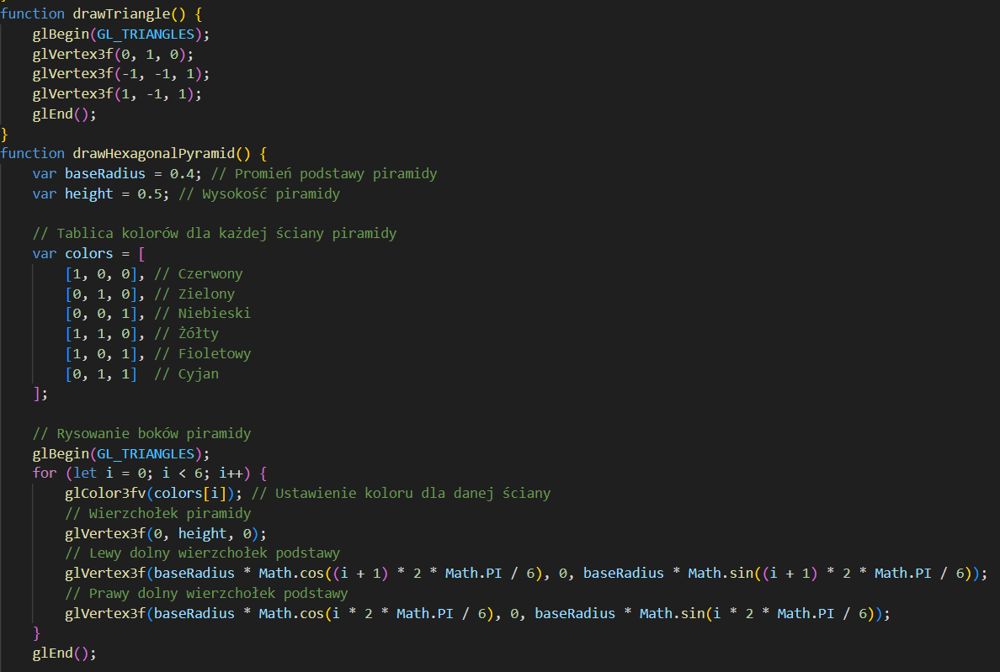 function drawTriangle() {
    glBegin(GL_TRIANGLES);
    glVertex3f(0, 1, 0);
    glVertex3f(-1, -1, 1);
    glVertex3f(1, -1, 1);
    glEnd();
}
function drawHexagonalPyramid() {
    var baseRadius = 0.4; // Promień podstawy piramidy
    var height = 0.5; // Wysokość piramidy

    // Tablica kolorów dla każdej ściany piramidy
    var colors = [
        [1, 0, 0], // Czerwony
        [0, 1, 0], // Zielony
        [0, 0, 1], // Niebieski
        [1, 1, 0], // Żółty
        [1, 0, 1], // Fioletowy
        [0, 1, 1]  // Cyjan
    ];

    // Rysowanie boków piramidy
    glBegin(GL_TRIANGLES);
    for (let i = 0; i < 6; i++) {
        glColor3fv(colors[i]); // Ustawienie koloru dla danej ściany
        // Wierzchołek piramidy
        glVertex3f(0, height, 0);
        // Lewy dolny wierzchołek podstawy
        glVertex3f(baseRadius * Math.cos((i + 1) * 2 * Math.PI / 6), 0, baseRadius * Math.sin((i + 1) * 2 * Math.PI / 6));
        // Prawy dolny wierzchołek podstawy
        glVertex3f(baseRadius * Math.cos(i * 2 * Math.PI / 6), 0, baseRadius * Math.sin(i * 2 * Math.PI / 6));
    }
    glEnd();